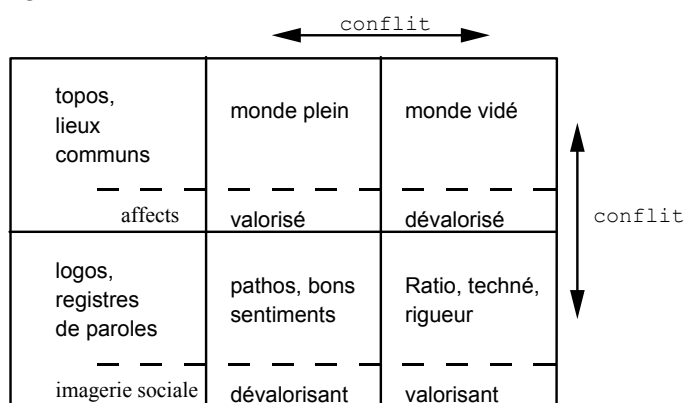 conflit
topos,
lieux
communs
monde plein
monde vidé
affects
valorisé
dévalorisé
conflit
logos,
registres
de paroles
pathos, bons
sentiments
Ratio, techné,
rigueur
imagerie sociale
dévalorisant
valorisant